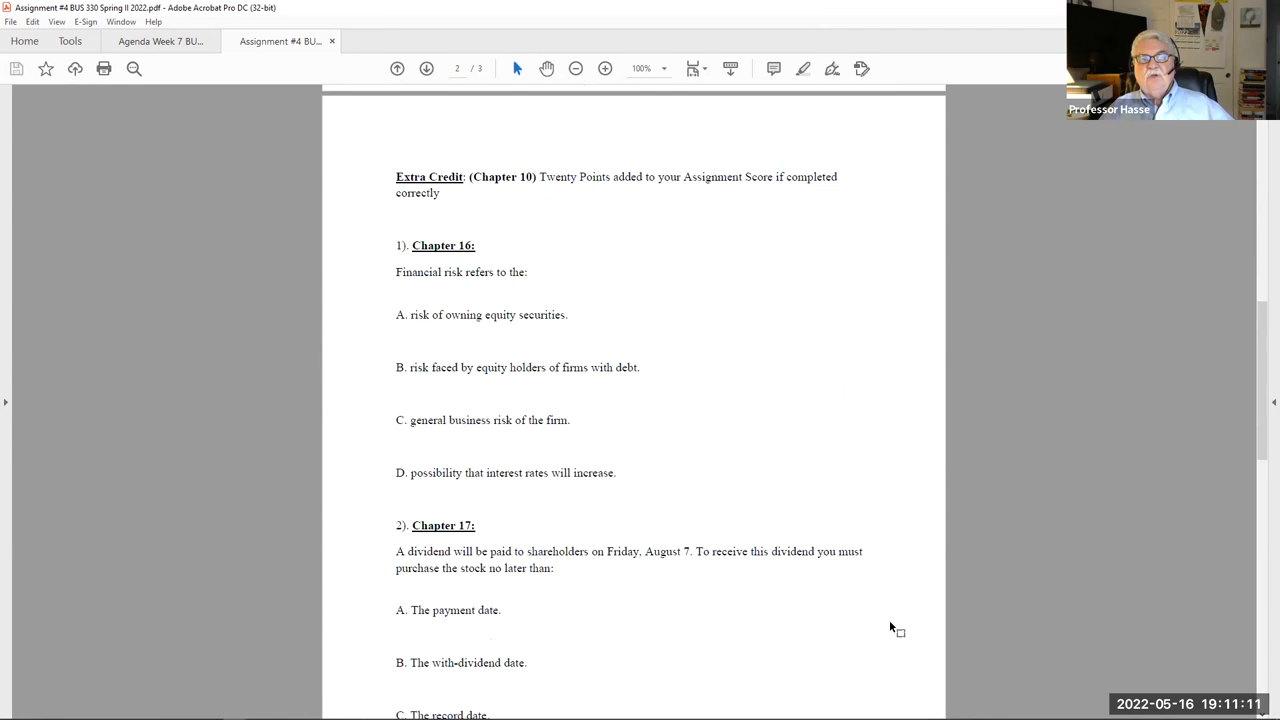 Assignment #4 BUS 330 Spring II 2022.pdf - Adobe Acrobat Pro DC (32-bit)
File Edit View E-Sign Window Help
Home Tools Agenda Week 7 BU... Assignment #4 BU... ×
2 / 3 100%
Professor Hasse
Extra Credit: (Chapter 10) Twenty Points added to your Assignment Score if completed
correctly
1). Chapter 16:
Financial risk refers to the:
A. risk of owning equity securities.
B. risk faced by equity holders of firms with debt.
C. general business risk of the firm.
D. possibility that interest rates will increase.
2). Chapter 17:
A dividend will be paid to shareholders on Friday, August 7. To receive this dividend you must
purchase the stock no later than:
A. The payment date.
B. The with-dividend date.
C. The record date.
2022-05-16 19:11:11